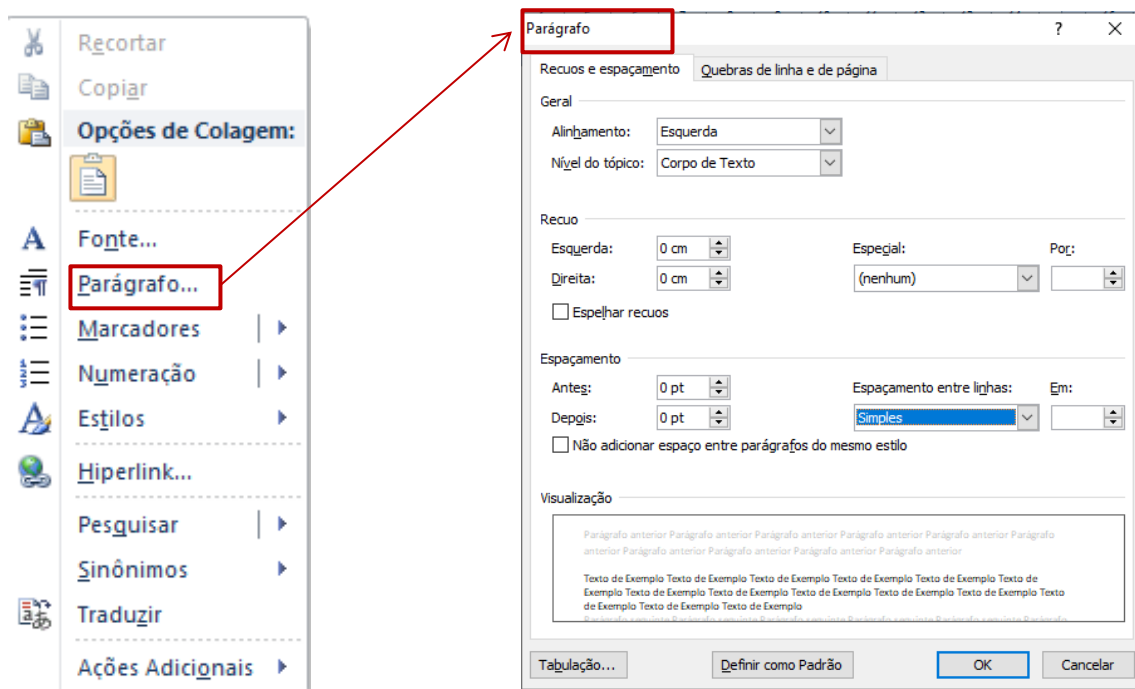 Recortar
Copiar
Opções de Colagem:
Fonte...
Parágrafo...
Marcadores
Numeração
Estilos
Hiperlink...
Pesquisar
Sinônimos
Traduzir
Ações Adicionais
Parágrafo ? X
Recuos e espaçamento Quebras de linha e de página
Geral
Alinhamento: Esquerda
Nível do tópico: Corpo de Texto
Recuo
Esquerda: 0 cm Especial: Por:
Direita: 0 cm (nenhum)
Espelhar recuos
Espaçamento
Antes: 0 pt Espaçamento entre linhas: Em:
Depois: 0 pt Simples
Não adicionar espaço entre parágrafos do mesmo estilo
Visualização
Parágrafo anterior Parágrafo anterior Parágrafo anterior Parágrafo anterior Parágrafo anterior Parágrafo
anterior Parágrafo anterior Parágrafo anterior Parágrafo anterior Parágrafo anterior
Texto de Exemplo Texto de Exemplo Texto de Exemplo Texto de Exemplo Texto de Exemplo Texto de
Exemplo Texto de Exemplo Texto de Exemplo Texto de Exemplo Texto de Exemplo Texto de Exemplo Texto
de Exemplo Texto de Exemplo Texto de Exemplo
Tabulação... Definir como Padrão OK Cancelar